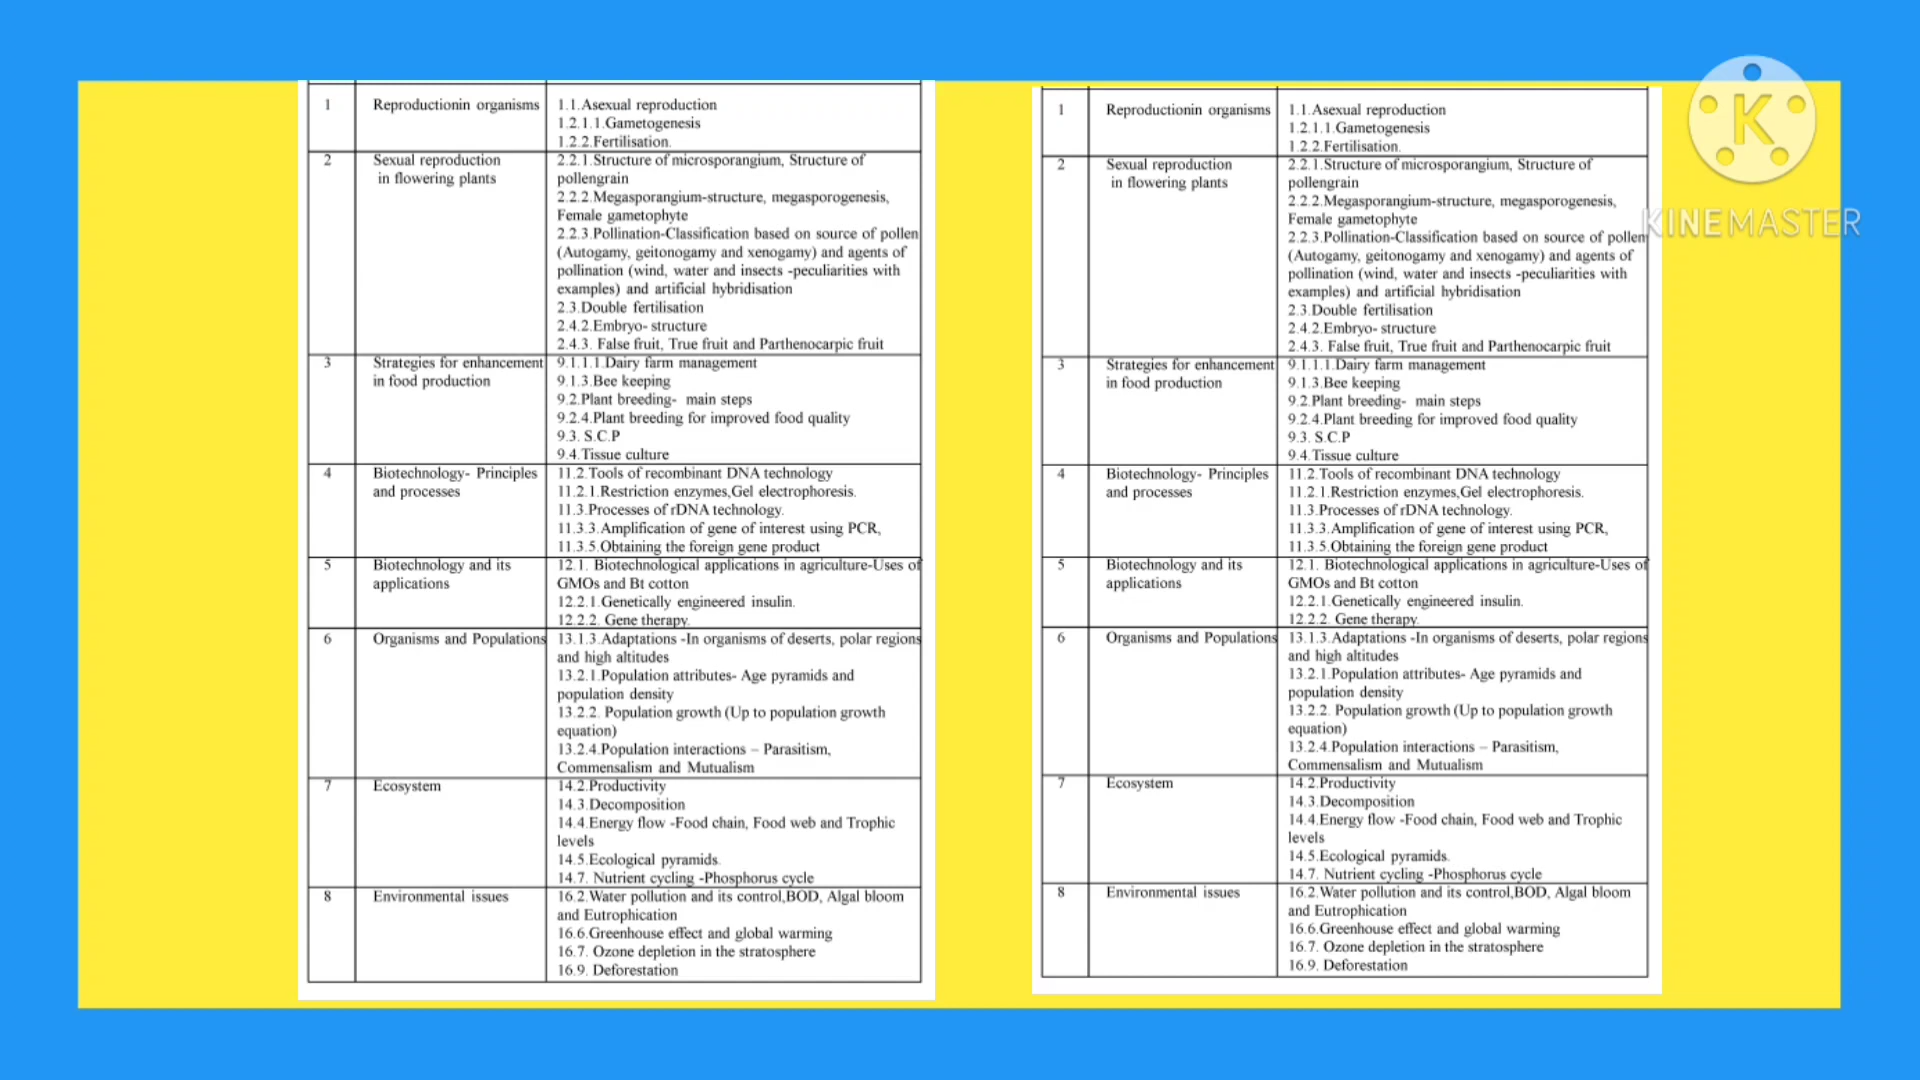 1 Reproductionin organisms 1.1.Asexual reproduction
1.2.1.1.Gametogenesis
1.2.2.Fertilisation.
2 Sexual reproduction 2.2.1.Structure of microsporangium, Structure of
in flowering plants pollengrain
2.2.2.Megasporangium-structure, megasporogenesis,
Female gametophyte
2.2.3.Pollination-Classification based on source of pollen
(Autogamy, geitonogamy and xenogamy) and agents of
pollination (wind, water and insects -peculiarities with
examples) and artificial hybridisation
2.3.Double fertilisation
2.4.2.Embryo- structure
2.4.3. False fruit, True fruit and Parthenocarpic fruit
3 Strategies for enhancement 9.1.1.1.Dairy farm management
in food production 9.1.3.Bee keeping
9.2.Plant breeding- main steps
9.2.4.Plant breeding for improved food quality
9.3. S.C.P
9.4.Tissue culture
4 Biotechnology- Principles 11.2.Tools of recombinant DNA technology
and processes 11.2.1.Restriction enzymes,Gel electrophoresis.
11.3.Processes of rDNA technology.
11.3.3.Amplification of gene of interest using PCR,
11.3.5.Obtaining the foreign gene product
5 Biotechnology and its 12.1. Biotechnological applications in agriculture-Uses of
applications GMOs and Bt cotton
12.2.1.Genetically engineered insulin.
12.2.2. Gene therapy.
6 Organisms and Populations 13.1.3.Adaptations -In organisms of deserts, polar regions
and high altitudes
13.2.1.Population attributes- Age pyramids and
population density
13.2.2. Population growth (Up to population growth
equation)
13.2.4.Population interactions – Parasitism,
Commensalism and Mutualism
7 Ecosystem 14.2.Productivity
14.3.Decomposition
14.4.Energy flow -Food chain, Food web and Trophic
levels
14.5.Ecological pyramids.
14.7. Nutrient cycling -Phosphorus cycle
8 Environmental issues 16.2.Water pollution and its control,BOD, Algal bloom
and Eutrophication
16.6.Greenhouse effect and global warming
16.7. Ozone depletion in the stratosphere
16.9. Deforestation
1 Reproductionin organisms 1.1.Asexual reproduction
1.2.1.1.Gametogenesis
1.2.2.Fertilisation.
2 Sexual reproduction 2.2.1.Structure of microsporangium, Structure of
in flowering plants pollengrain
2.2.2.Megasporangium-structure, megasporogenesis,
Female gametophyte
2.2.3.Pollination-Classification based on source of pollen
(Autogamy, geitonogamy and xenogamy) and agents of
pollination (wind, water and insects -peculiarities with
examples) and artificial hybridisation
2.3.Double fertilisation
2.4.2.Embryo- structure
2.4.3. False fruit, True fruit and Parthenocarpic fruit
3 Strategies for enhancement 9.1.1.1.Dairy farm management
in food production 9.1.3.Bee keeping
9.2.Plant breeding- main steps
9.2.4.Plant breeding for improved food quality
9.3. S.C.P
9.4.Tissue culture
4 Biotechnology- Principles 11.2.Tools of recombinant DNA technology
and processes 11.2.1.Restriction enzymes,Gel electrophoresis.
11.3.Processes of rDNA technology.
11.3.3.Amplification of gene of interest using PCR,
11.3.5.Obtaining the foreign gene product
5 Biotechnology and its 12.1. Biotechnological applications in agriculture-Uses of
applications GMOs and Bt cotton
12.2.1.Genetically engineered insulin.
12.2.2. Gene therapy.
6 Organisms and Populations 13.1.3.Adaptations -In organisms of deserts, polar regions
and high altitudes
13.2.1.Population attributes- Age pyramids and
population density
13.2.2. Population growth (Up to population growth
equation)
13.2.4.Population interactions – Parasitism,
Commensalism and Mutualism
7 Ecosystem 14.2.Productivity
14.3.Decomposition
14.4.Energy flow -Food chain, Food web and Trophic
levels
14.5.Ecological pyramids.
14.7. Nutrient cycling -Phosphorus cycle
8 Environmental issues 16.2.Water pollution and its control,BOD, Algal bloom
and Eutrophication
16.6.Greenhouse effect and global warming
16.7. Ozone depletion in the stratosphere
16.9. Deforestation
K
KINEMASTER